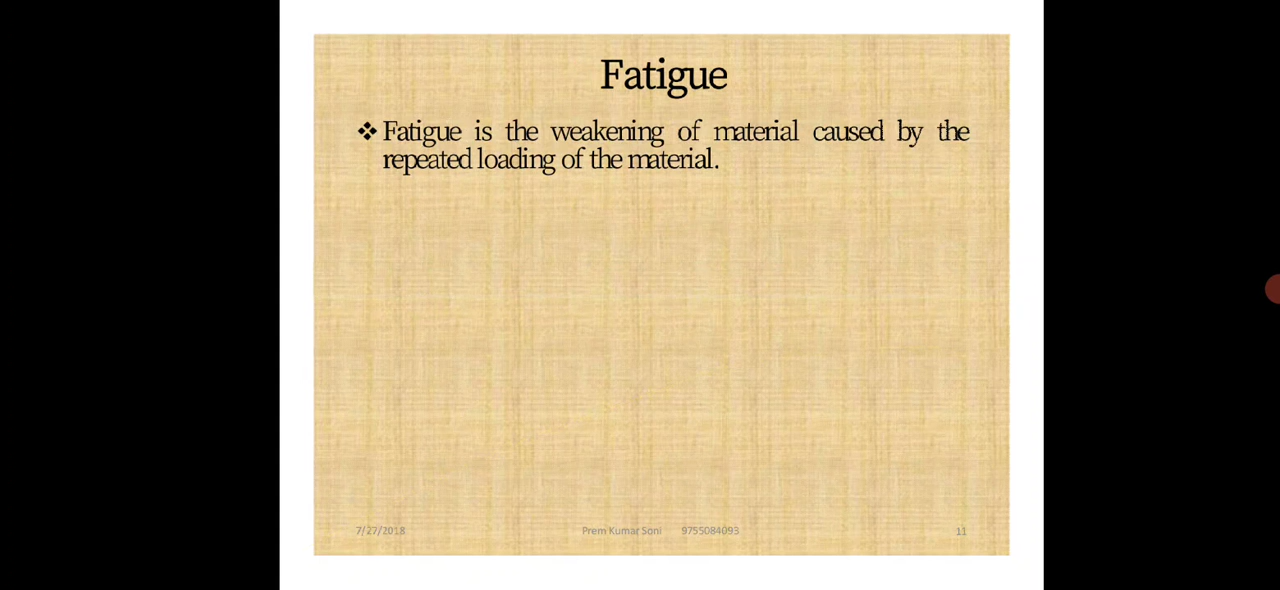 Fatigue
❖ Fatigue is the weakening of material caused by the
repeated loading of the material.
7/27/2018 Prem Kumar Soni 9755084093 11